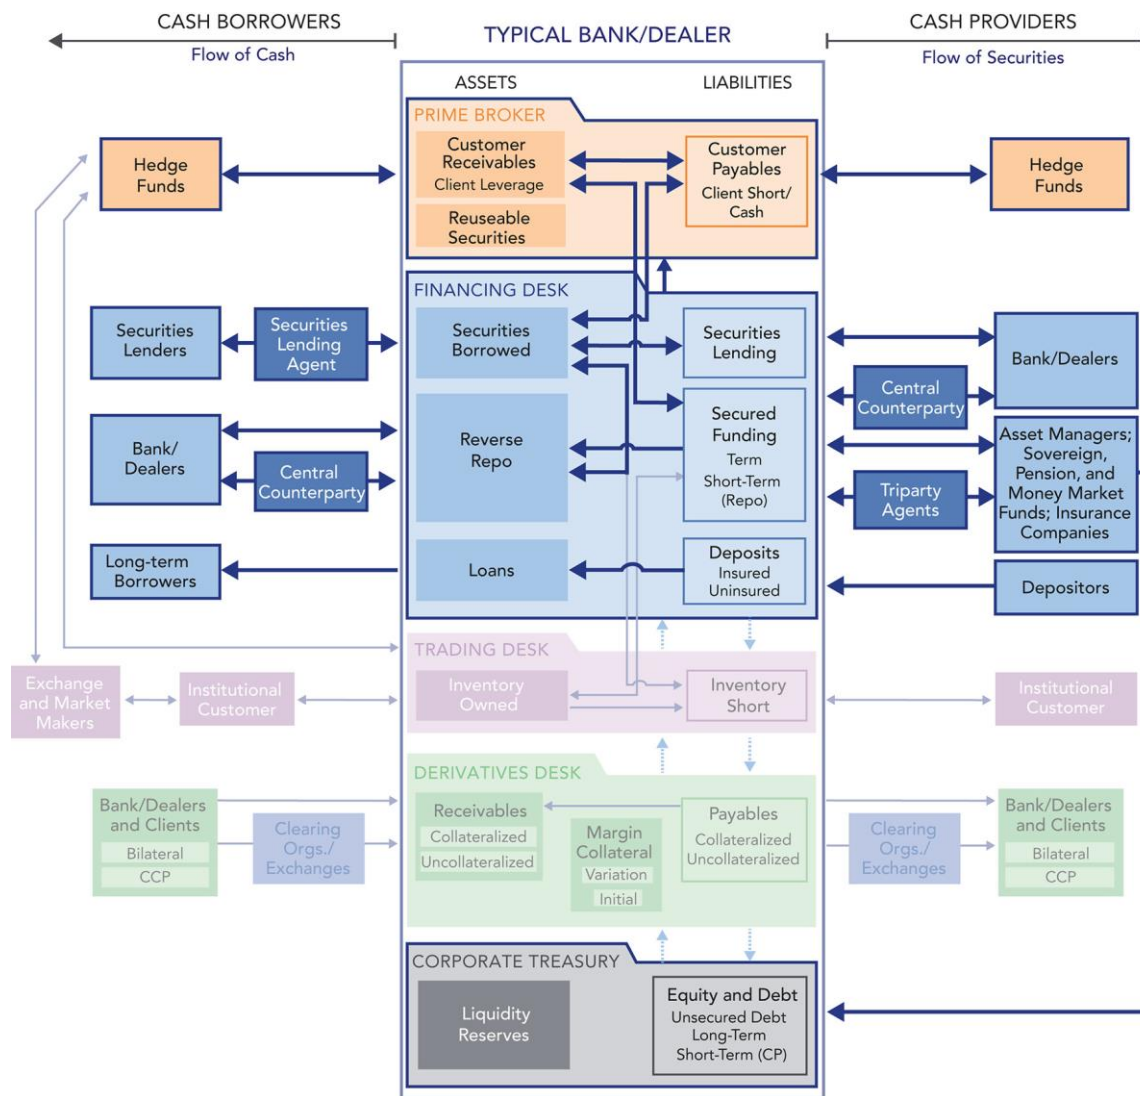 CASH BORROWERS
Flow of Cash
TYPICAL BANK/DEALER
CASH PROVIDERS
Flow of Securities
ASSETS
LIABILITIES
PRIME BROKER
Customer
Receivables
Client Leverage
Reuseable
Securities
Customer
Payables
Client Short/
Cash
Hedge
Funds
Hedge
Funds
FINANCING DESK
Securities
Borrowed
Securities
Lending
Reverse
Repo
Secured
Funding
Term
Short-Term
(Repo)
Loans
Deposits
Insured
Uninsured
Securities
Lenders
Securities
Lending
Agent
Bank/
Dealers
Central
Counterparty
Long-term
Borrowers
Bank/Dealers
Central
Counterparty
Asset Managers;
Sovereign,
Pension, and
Money Market
Funds; Insurance
Companies
Triparty
Agents
Depositors
TRADING DESK
Inventory
Owned
Inventory
Short
Exchange
and Market
Makers
Institutional
Customer
Institutional
Customer
DERIVATIVES DESK
Receivables
Collateralized
Uncollateralized
Margin
Collateral
Variation
Initial
Payables
Collateralized
Uncollateralized
Bank/Dealers
and Clients
Bilateral
CCP
Clearing
Orgs./
Exchanges
Clearing
Orgs./
Exchanges
Bank/Dealers
and Clients
Bilateral
CCP
CORPORATE TREASURY
Liquidity
Reserves
Equity and Debt
Unsecured Debt
Long-Term
Short-Term (CP)